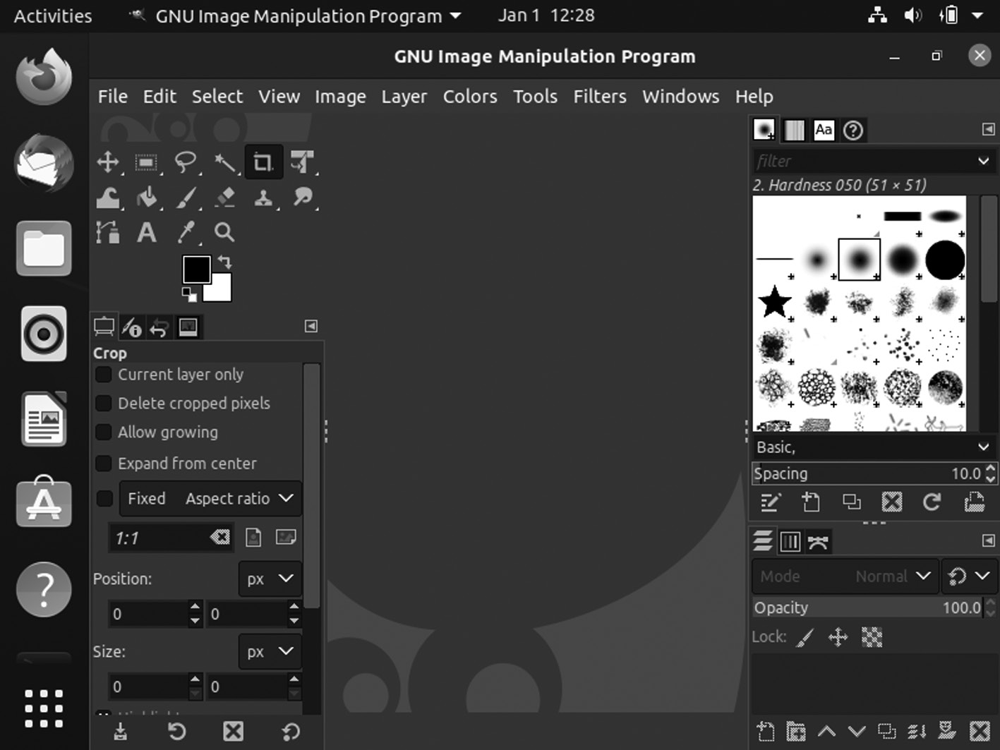 Activities GNU Image Manipulation Program Jan 1 12:28
GNU Image Manipulation Program
File Edit Select View Image Layer Colors Tools Filters Windows Help
Aa
filter
2. Hardness 050 (51 × 51)
A
Crop
Current layer only
Delete cropped pixels
Allow growing
Expand from center
Fixed Aspect ratio
1:1
Position: px
0 0
Size: px
0 0
Basic,
Spacing 10.0
Mode Normal
Opacity 100.0
Lock: